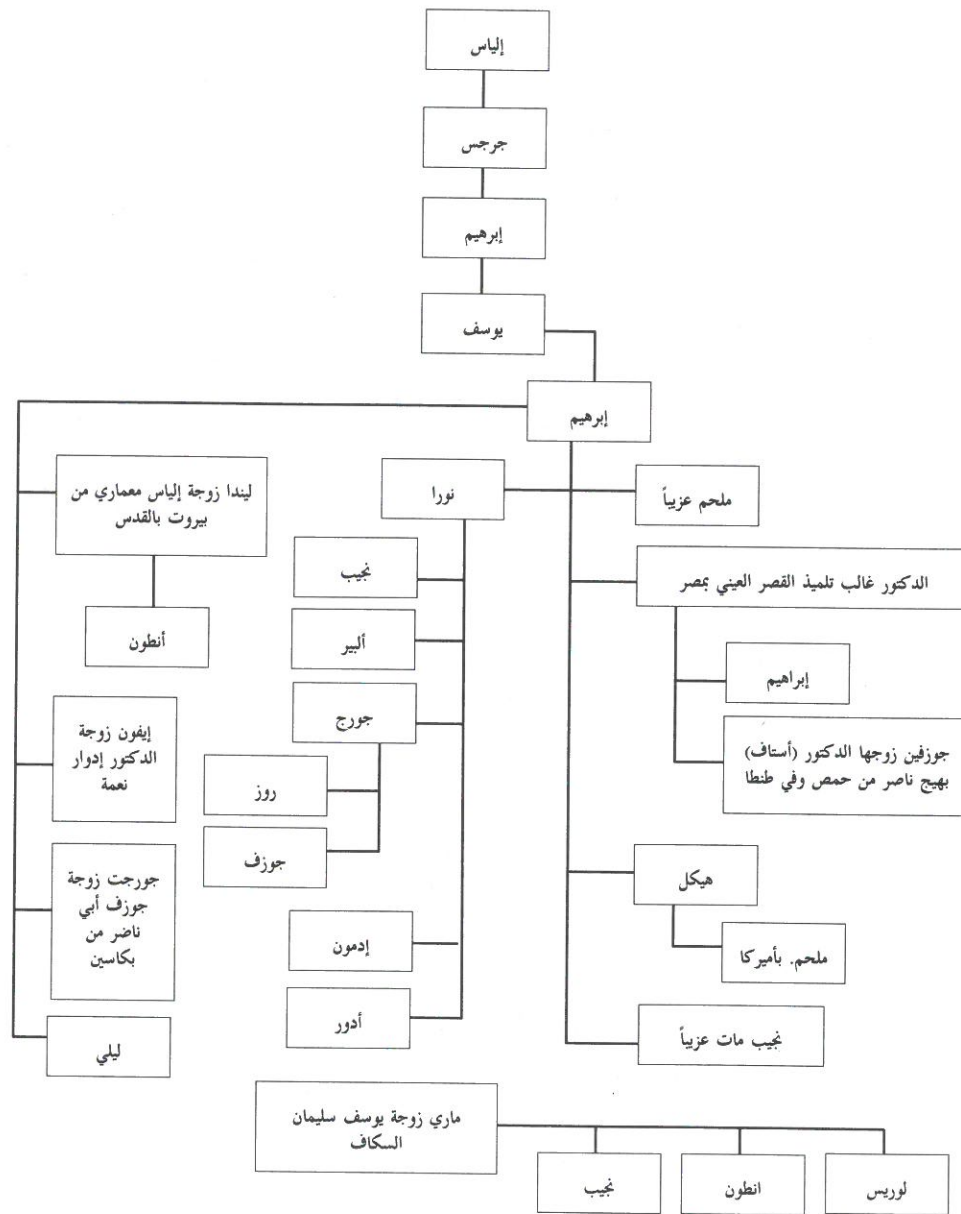 إلياس
جرجس
إبرهيم
يوسف
إبرهيم
ملحم عزيباً
نورا
ليندا زوجة إلياس معماري من
بيروت بالقدس
أنطون
نجيب
ألبير
جورج
روز
جوزف
إدمون
أدور
الدكتور غالب تلميذ القصر العيني بمصر
إبراهيم
جوزفين زوجها الدكتور (أستاف)
بهيج ناصر من حمص وفي طنطا
هيكل
ملحم. بأميركا
نجيب مات عزيباً
إيفون زوجة
الدكتور إدوار
نعمة
جورجت زوجة
جوزف أبي
ناضر من
بكاسين
ليلي
ماري زوجة يوسف سليمان
السكاف
لوريس
انطون
نجيب